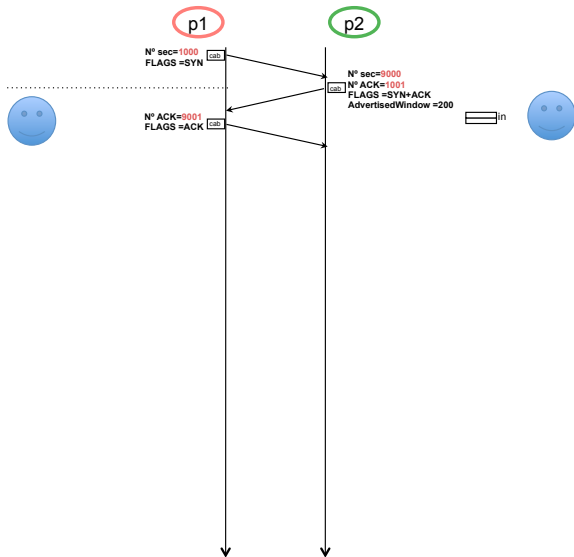 p1
p2
Nº sec=1000
FLAGS =SYN
cab
Nº sec=9000
Nº ACK=1001
FLAGS =SYN+ACK
AdvertisedWindow =200
cab
in
Nº ACK=9001
FLAGS =ACK
cab